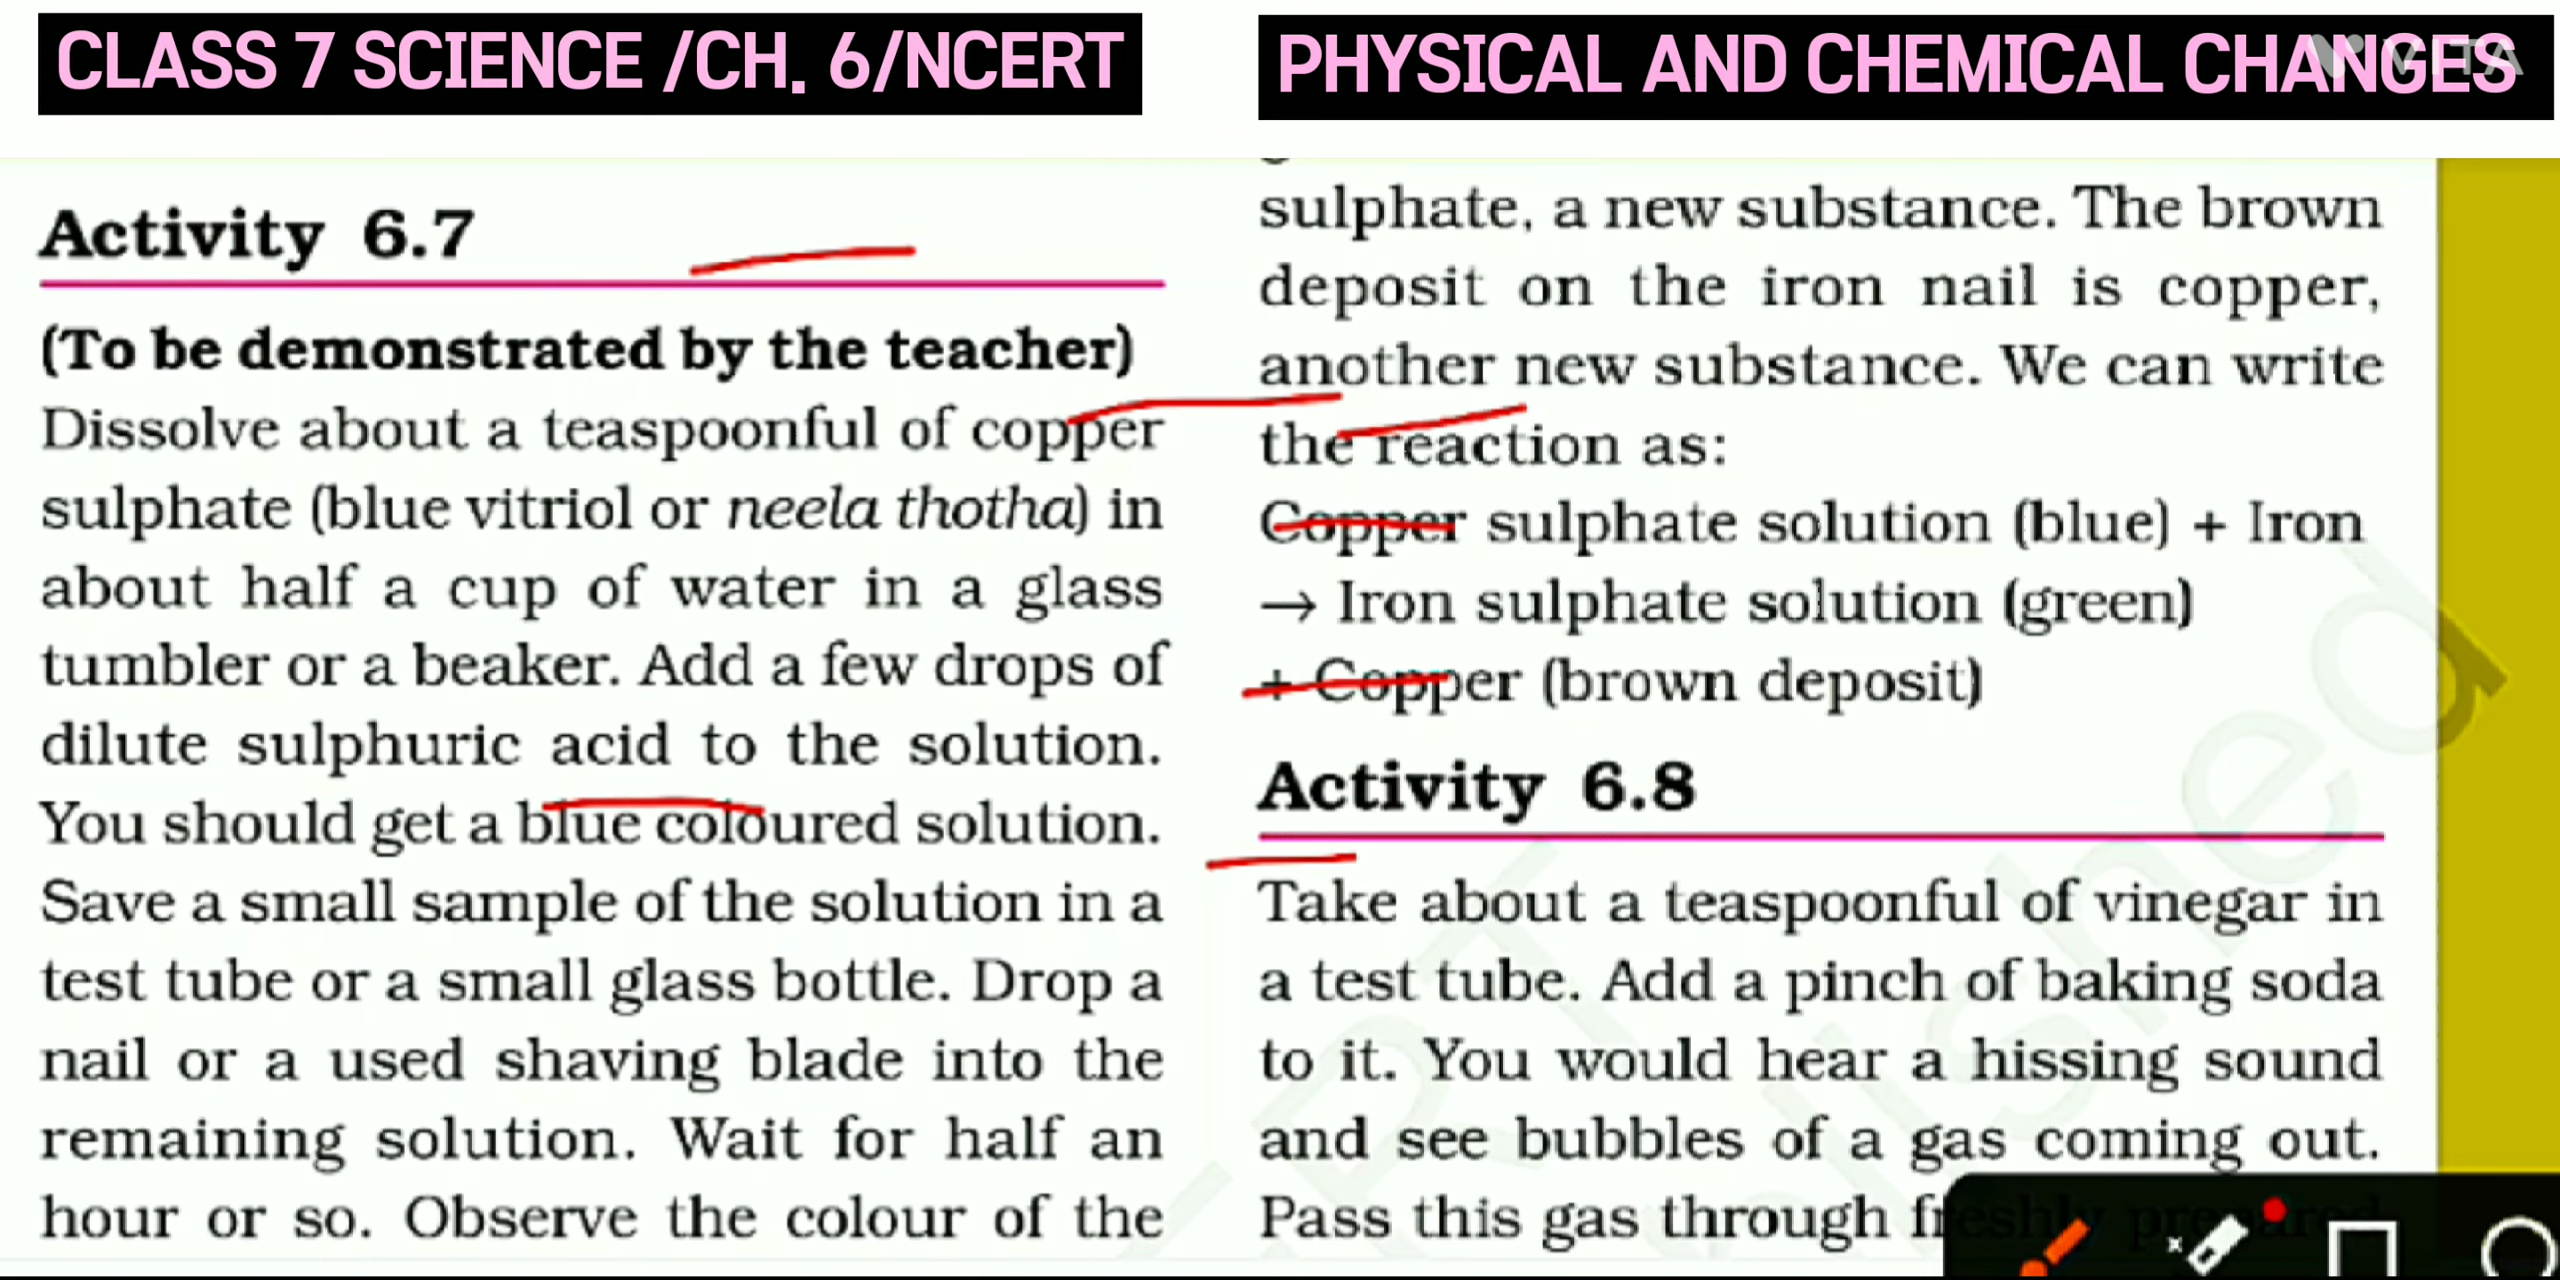 CLASS 7 SCIENCE /CH. 6/NCERT
PHYSICAL AND CHEMICAL CHANGES
VITA
Activity 6.7
(To be demonstrated by the teacher)
Dissolve about a teaspoonful of copper
sulphate (blue vitriol or neela thotha) in
about half a cup of water in a glass
tumbler or a beaker. Add a few drops of
dilute sulphuric acid to the solution.
You should get a blue coloured solution.
Save a small sample of the solution in a
test tube or a small glass bottle. Drop a
nail or a used shaving blade into the
remaining solution. Wait for half an
hour or so. Observe the colour of the
sulphate, a new substance. The brown
deposit on the iron nail is copper,
another new substance. We can write
the reaction as:
Copper sulphate solution (blue) + Iron
→ Iron sulphate solution (green)
+ Copper (brown deposit)
Activity 6.8
Take about a teaspoonful of vinegar in
a test tube. Add a pinch of baking soda
to it. You would hear a hissing sound
and see bubbles of a gas coming out.
Pass this gas through freshly prepared